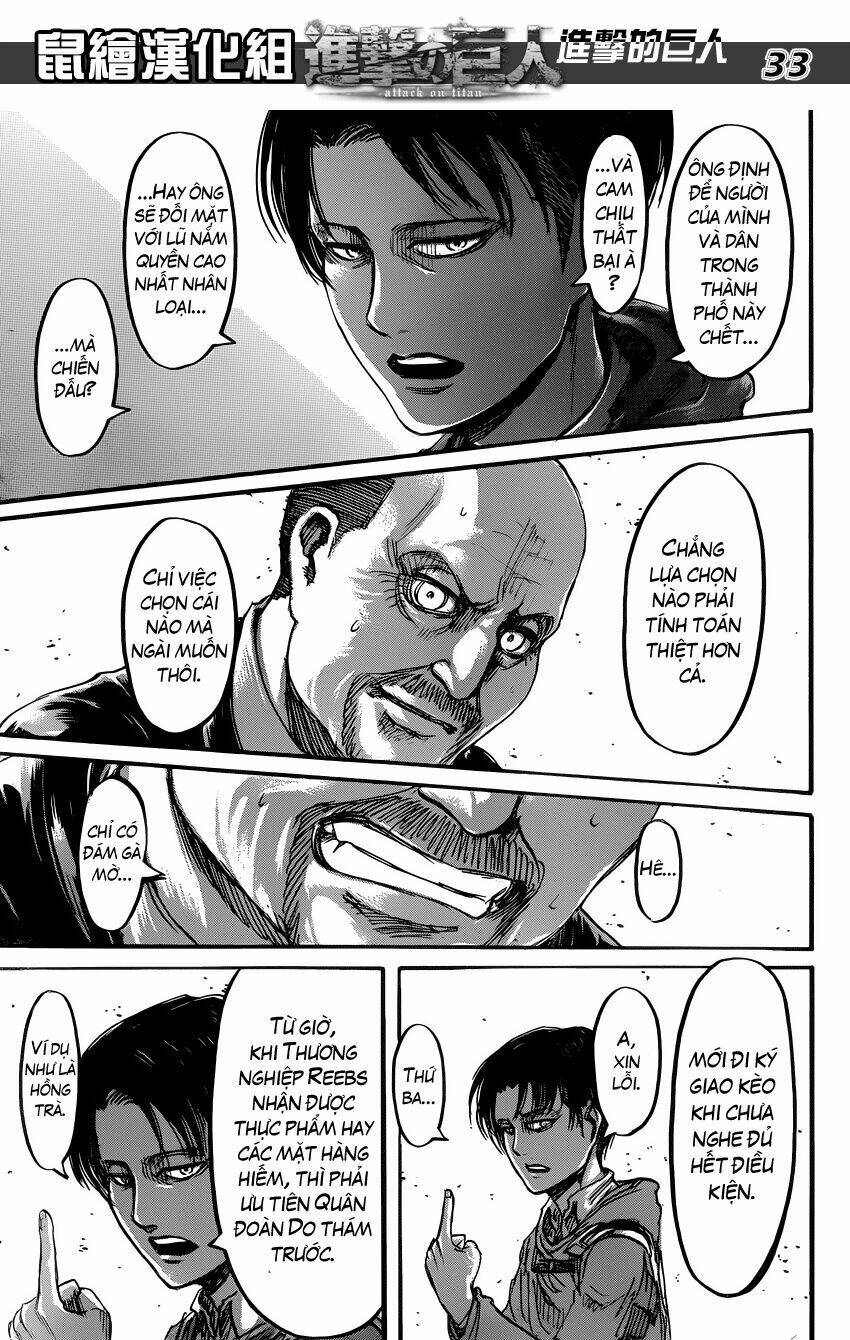 鼠繪漢化組 進撃の巨人 進擊的巨人 33
attack on titan
ÔNG ĐỊNH
ĐỂ NGƯỜI
CỦA MÌNH
VÀ DÂN
TRONG
THÀNH
PHỐ NÀY
CHẾT...
...VÀ
CAM
CHỊU
THẤT
BẠI À
?
...HAY ÔNG
SẼ ĐỐI MẶT
VỚI LŨ NẮM
QUYỀN CAO
NHẤT NHÂN
LOẠI...
...MÀ
CHIẾN
ĐẤU?
CHẲNG
LỰA CHỌN
NÀO PHẢI
TÍNH TOÁN
THIỆT HƠN
CẢ.
CHỈ VIỆC
CHỌN CÁI
NÀO MÀ
NGÀI MUỐN
THÔI.
HÊ...
CHỈ CÓ
ĐÁM GÀ
MỜ...
MỚI ĐI KÝ
GIAO KÈO
KHI CHƯA
NGHE ĐỦ
HẾT ĐIỀU
KIỆN.
A,
XIN
LỖI.
THỨ
BA...
TỪ GIỜ,
KHI THƯƠNG
NGHIỆP REEBS
NHẬN ĐƯỢC
THỰC PHẨM HAY
CÁC MẶT HÀNG
HIẾM, THÌ PHẢI
ƯU TIÊN QUÂN
ĐOÀN DO THÁM
TRƯỚC.
VÍ DỤ
NHƯ LÀ
HỒNG
TRÀ.